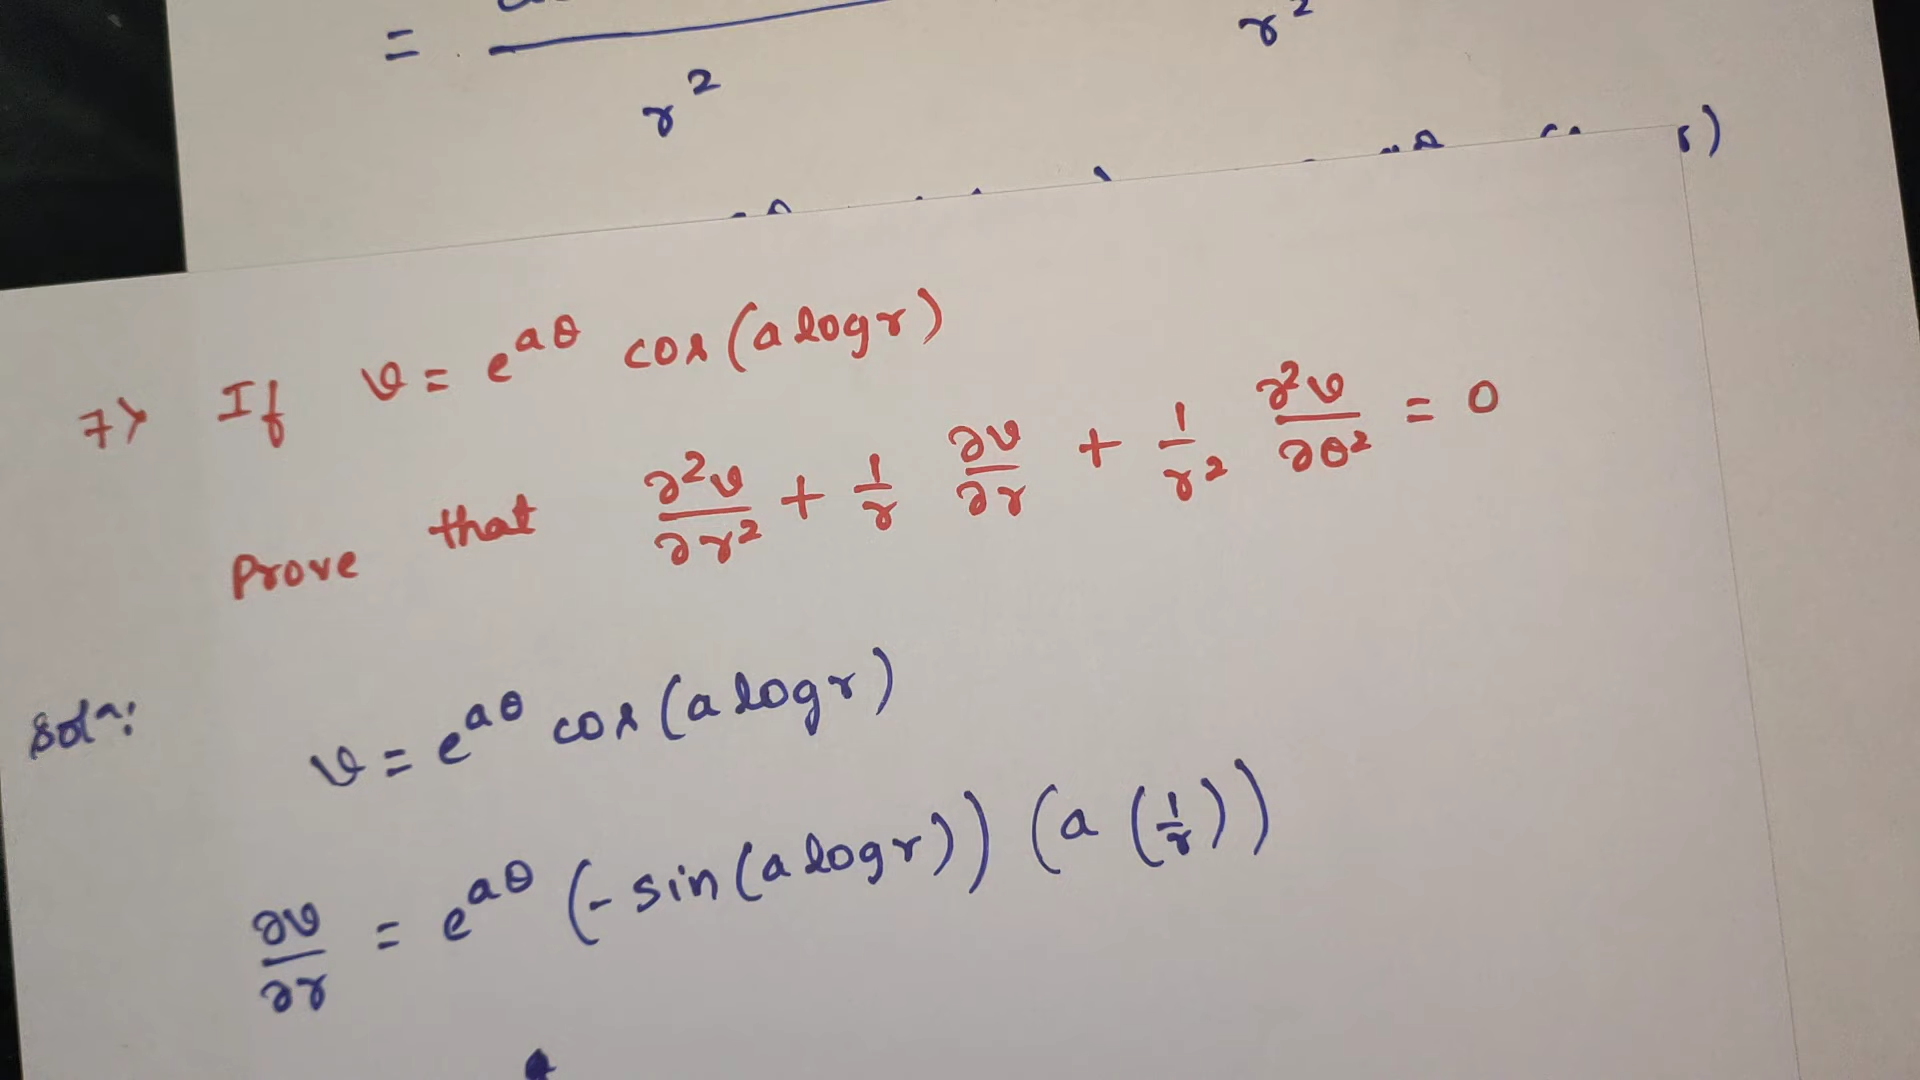 = r²  r²
r)
7> If v = e^{aθ} cos(a log r)
Prove that ∂²v/∂r² + 1/r ∂v/∂r + 1/r² ∂²v/∂θ² = 0
Solⁿ:
v = e^{aθ} cos(a log r)
∂v/∂r = e^{aθ} (- sin(a log r)) (a (1/r))